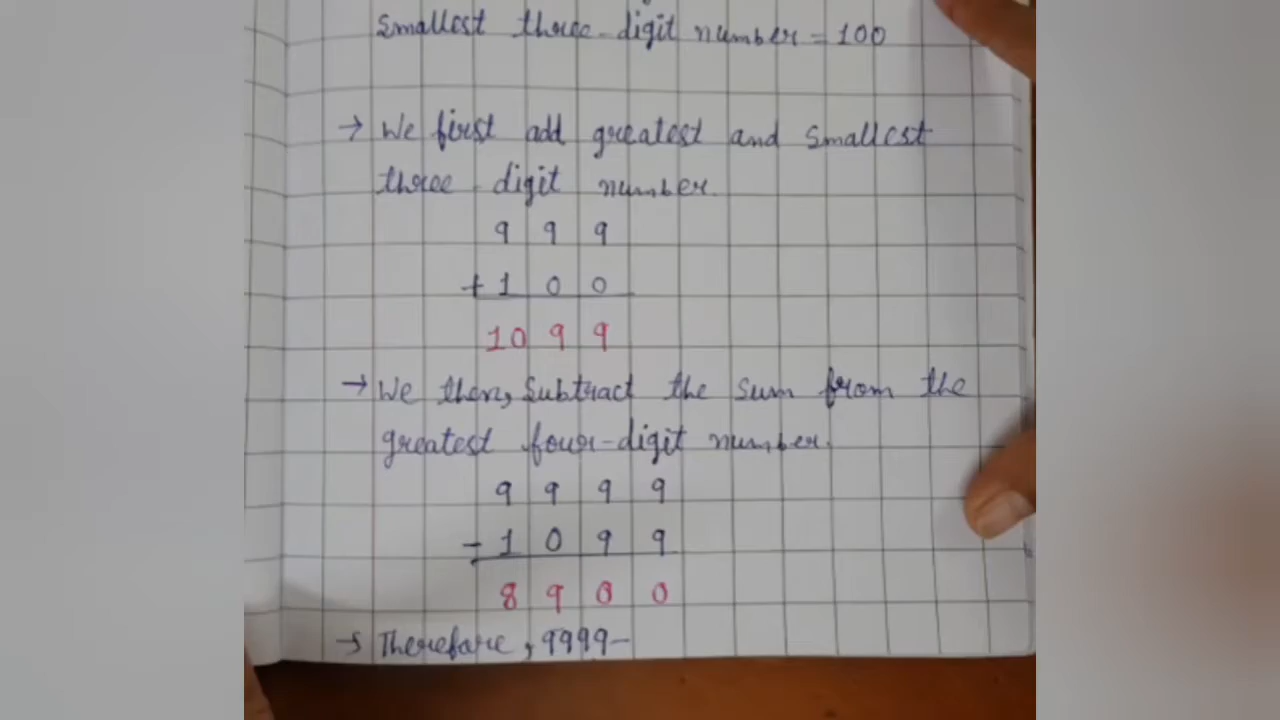 Smallest three-digit number = 100
→ We first add greatest and smallest
three digit number.
9 9 9
+ 1 0 0
10 9 9
→ We then, Subtract the sum from the
greatest four-digit number.
9 9 9 9
- 1 0 9 9
8 9 0 0
→ Therefore, 9999-